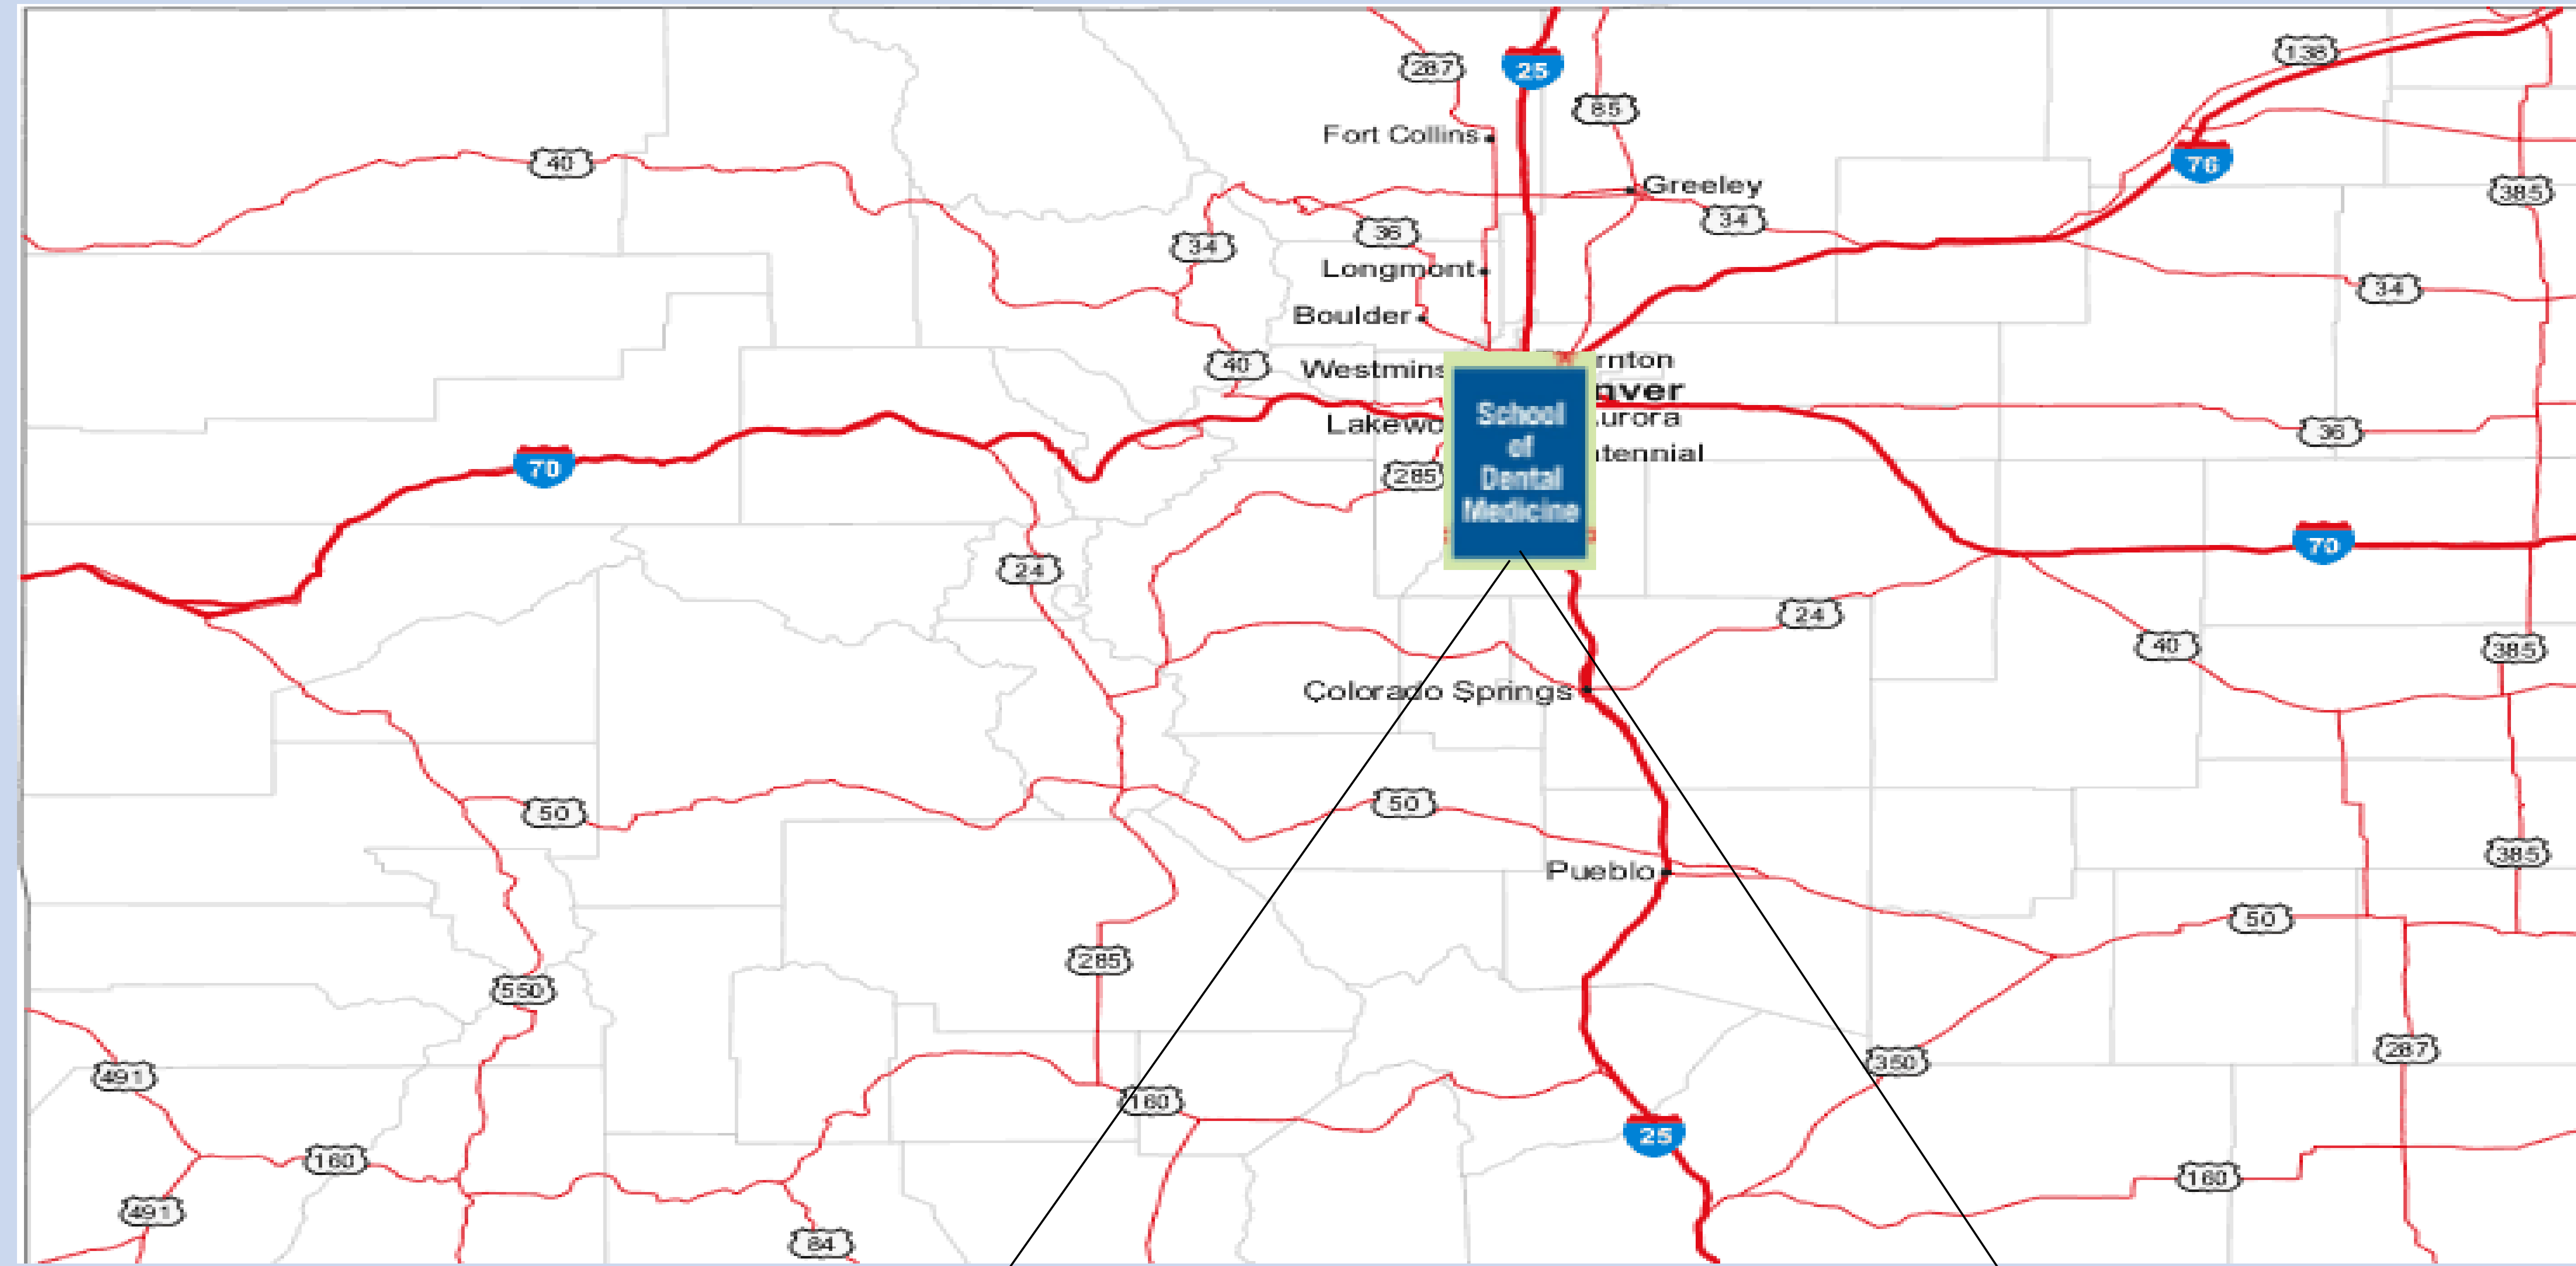 287
25
85
138
Fort Collins
76
40
Greeley
385
34
36
34
Longmont
34
Boulder
40
Westmins
rnton
nver
Lakewo
urora
36
285
tennial
School
of
Dental
Medicine
70
70
24
24
40
385
Colorado Springs
50
50
Pueblo
385
50
285
550
491
160
350
287
25
160
160
491
84